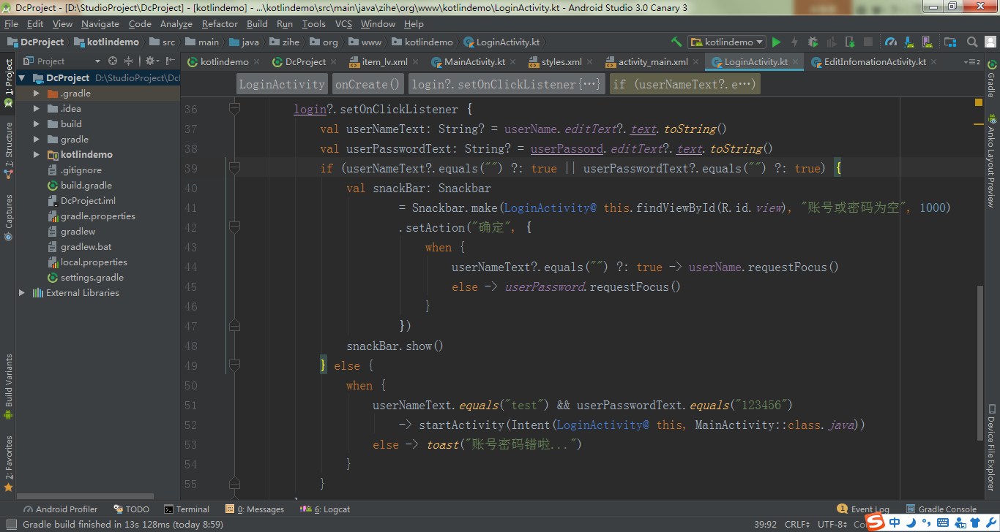 DcProject - [D:\StudioProject\DcProject] - [kotlindemo] - ...\kotlindemo\src\main\java\zihe\org\www\kotlindemo\LoginActivity.kt - Android Studio 3.0 Canary 3
File Edit View Navigate Code Analyze Refactor Build Run Tools VCS Window Help
DcProject kotlindemo src main java zihe org www kotlindemo LoginActivity.kt kotlindemo
Project kotlindemo DcProject item_lv.xml MainActivity.kt styles.xml activity_main.xml LoginActivity.kt EditInfomationActivity.kt 2
LoginActivity onCreate() login?.setOnClickListener{...} if (userNameText?.e...)
1: Project
7: Structure
Captures
Build Variants
2: Favorites
DcProject D:\StudioProject\Dc
.gradle
.idea
build
gradle
kotlindemo
.gitignore
build.gradle
DcProject.iml
gradle.properties
gradlew
gradlew.bat
local.properties
settings.gradle
External Libraries
36 login?.setOnClickListener {
37 val userNameText: String? = userName.editText?.text.toString()
38 val userPasswordText: String? = userPassord.editText?.text.toString()
39 if (userNameText?.equals("") ?: true || userPasswordText?.equals("") ?: true) {
40 val snackBar: Snackbar
41 = Snackbar.make(LoginActivity@ this.findViewById(R.id.view), "账号或密码为空", 1000)
42 .setAction("确定", {
43 when {
44 userNameText?.equals("") ?: true -> userName.requestFocus()
45 else -> userPassword.requestFocus()
46 }
47 })
48 snackBar.show()
49 } else {
50 when {
51 userNameText.equals("test") && userPasswordText.equals("123456")
52 -> startActivity(Intent(LoginActivity@ this, MainActivity::class.java))
53 else -> toast("账号密码错啦...")
54 }
55 }
Gradle
Anko Layout Preview
Device File Explorer
Android Profiler TODO Terminal 0: Messages 6: Logcat 1 Event Log Gradle Console
Gradle build finished in 13s 128ms (today 8:59) 39:92 CRLF UTF-8 Co 中